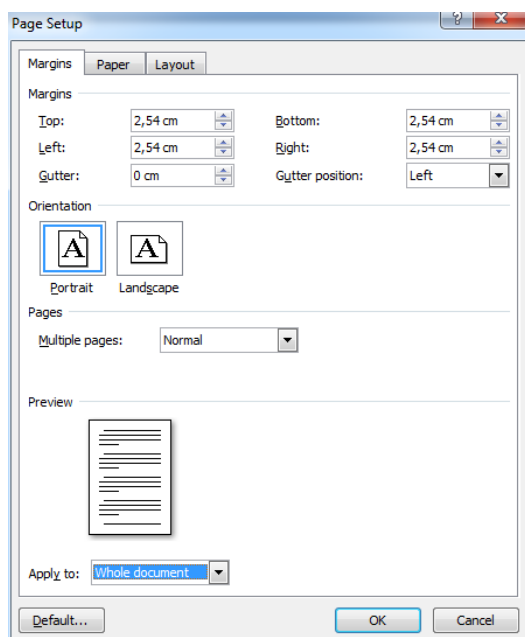 Page Setup
Margins Paper Layout
Margins
Top: 2,54 cm Bottom: 2,54 cm
Left: 2,54 cm Right: 2,54 cm
Gutter: 0 cm Gutter position: Left
Orientation
A A
Portrait Landscape
Pages
Multiple pages: Normal
Preview
Apply to: Whole document
Default... OK Cancel